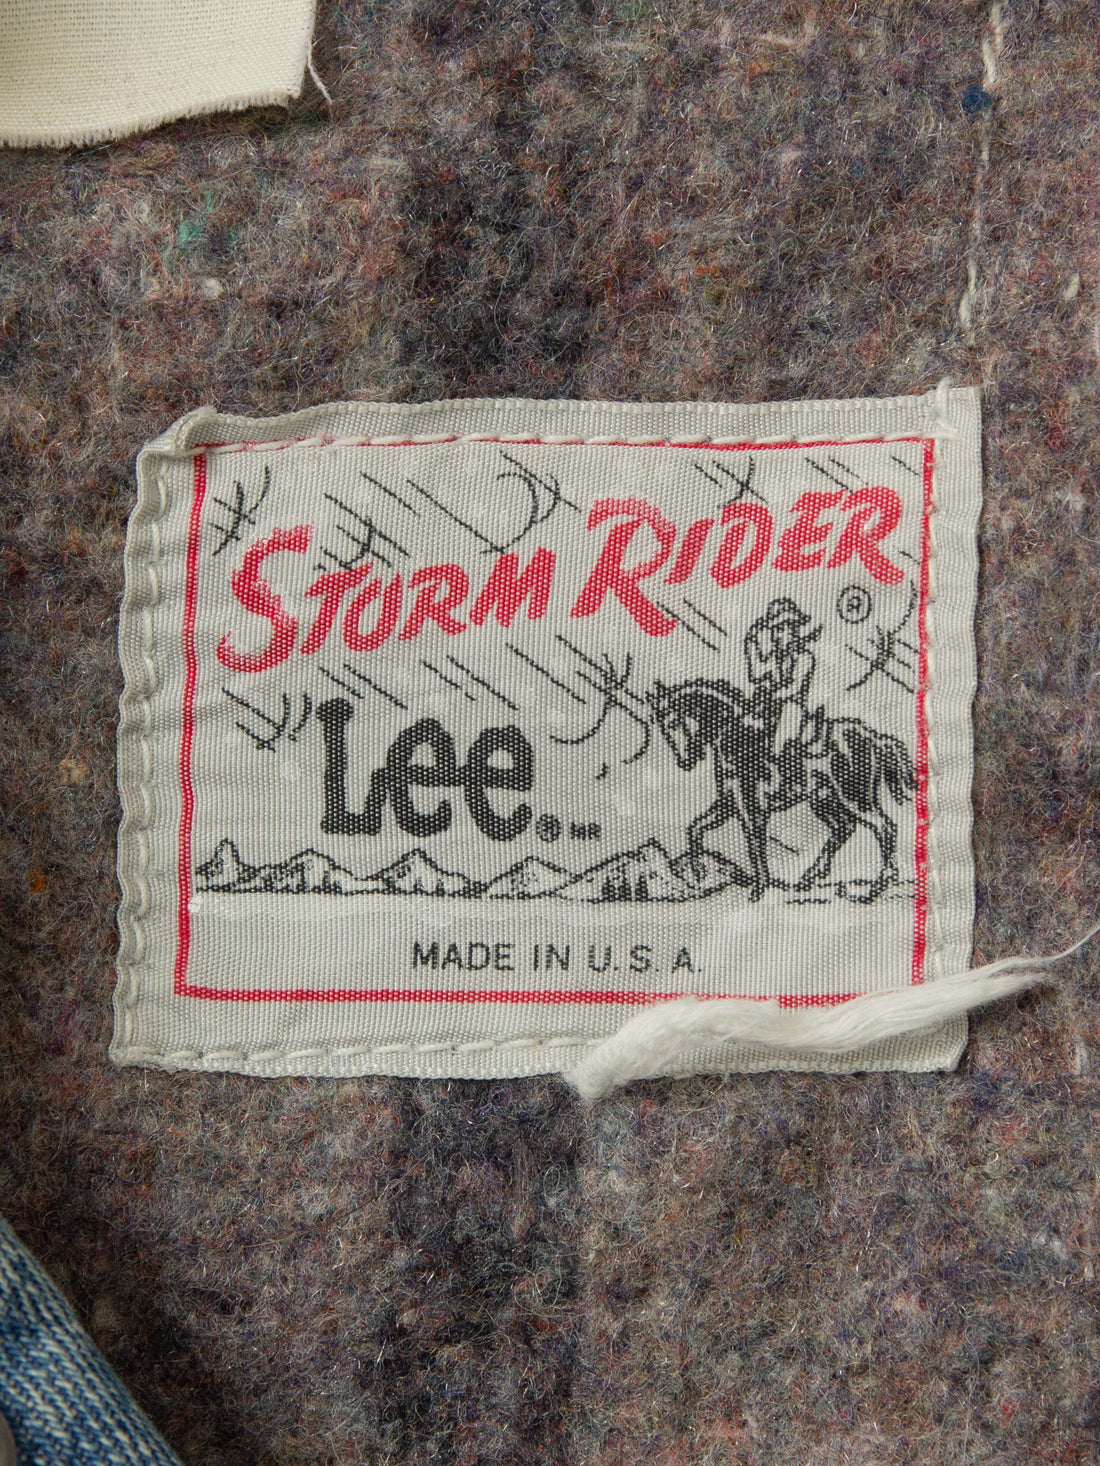 STORM RIDER
®
Lee® MR
MADE IN U.S.A.